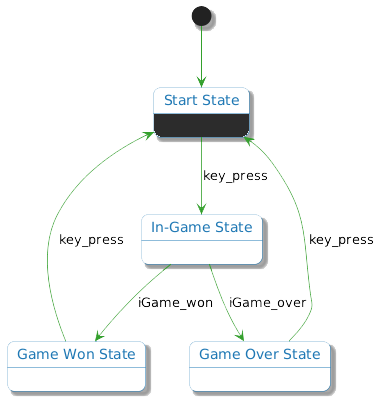 Start State
key_press
In-Game State
key_press
key_press
iGame_won
iGame_over
Game Won State
Game Over State